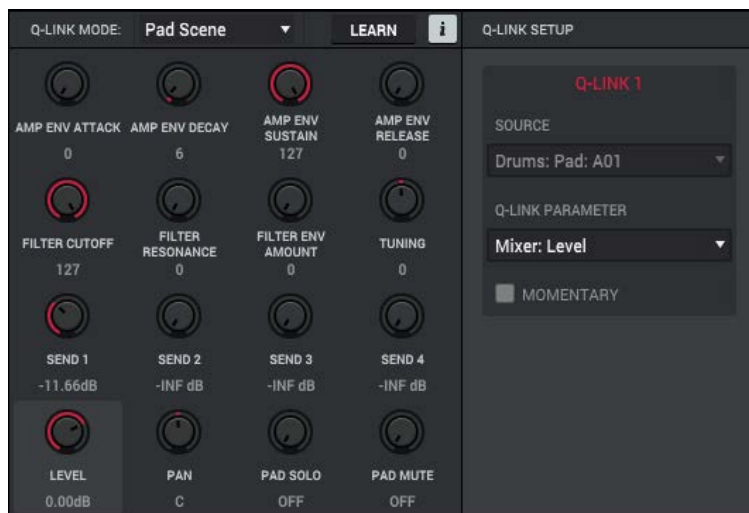 Q-LINK MODE: Pad Scene LEARN i Q-LINK SETUP
AMP ENV ATTACK AMP ENV DECAY AMP ENV SUSTAIN AMP ENV RELEASE
0 6 127 0
FILTER CUTOFF FILTER RESONANCE FILTER ENV AMOUNT TUNING
127 0 0 0
SEND 1 SEND 2 SEND 3 SEND 4
-11.66dB -INF dB -INF dB -INF dB
LEVEL PAN PAD SOLO PAD MUTE
0.00dB C OFF OFF
Q-LINK 1
SOURCE
Drums: Pad: A01
Q-LINK PARAMETER
Mixer: Level
MOMENTARY